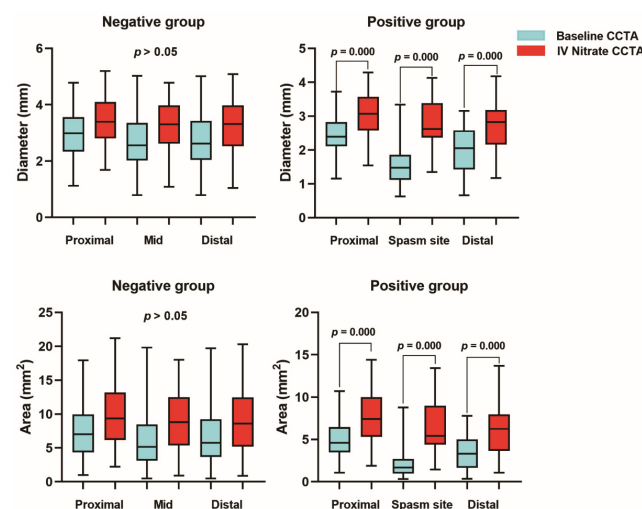 Negative group
Positive group
Baseline CCTA
IV Nitrate CCTA
Diameter (mm)
6
4
2
0
p > 0.05
Proximal Mid Distal
Diameter (mm)
5
4
3
2
1
0
p = 0.000
p = 0.000
p = 0.000
Proximal Spasm site Distal
Negative group
Positive group
Area (mm²)
25
20
15
10
5
0
p > 0.05
Proximal Mid Distal
Area (mm²)
20
15
10
5
0
p = 0.000
p = 0.000
p = 0.000
Proximal Spasm site Distal